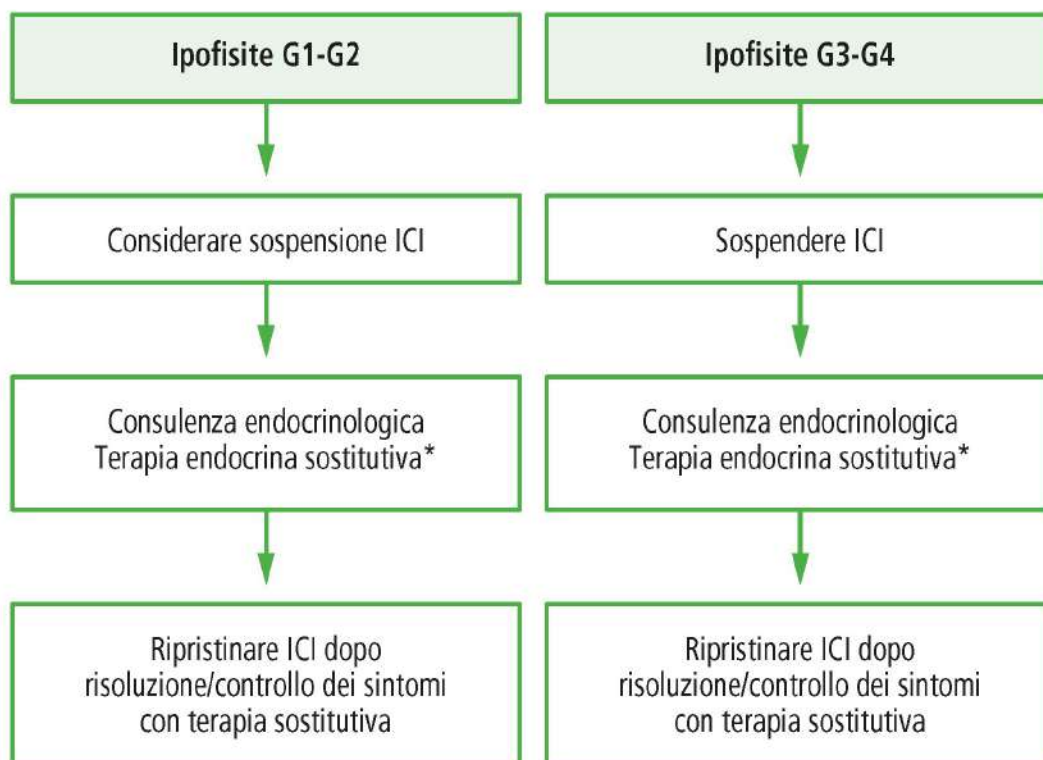 Ipofisite G1-G2
Considerare sospensione ICI
Consulenza endocrinologica
Terapia endocrina sostitutiva*
Ripristinare ICI dopo
risoluzione/controllo dei sintomi
con terapia sostitutiva
Ipofisite G3-G4
Sospendere ICI
Consulenza endocrinologica
Terapia endocrina sostitutiva*
Ripristinare ICI dopo
risoluzione/controllo dei sintomi
con terapia sostitutiva